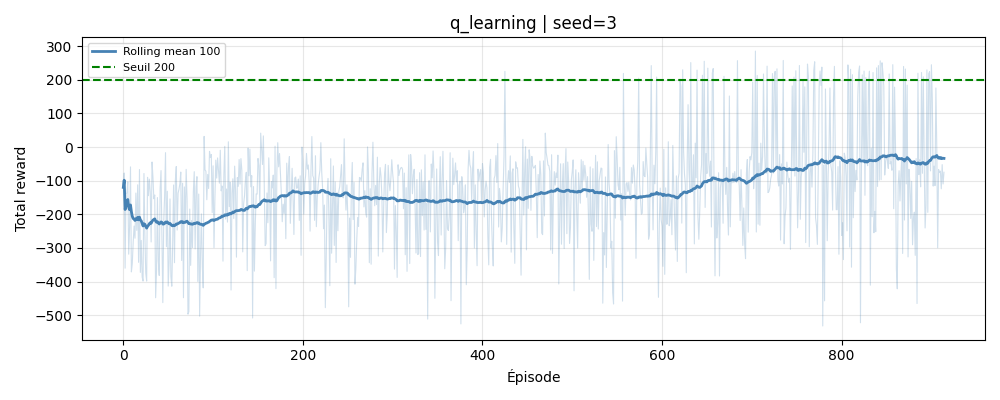 q_learning | seed=3
Rolling mean 100
Seuil 200
Total reward
300
200
100
0
−100
−200
−300
−400
−500
0
200
400
600
800
Épisode